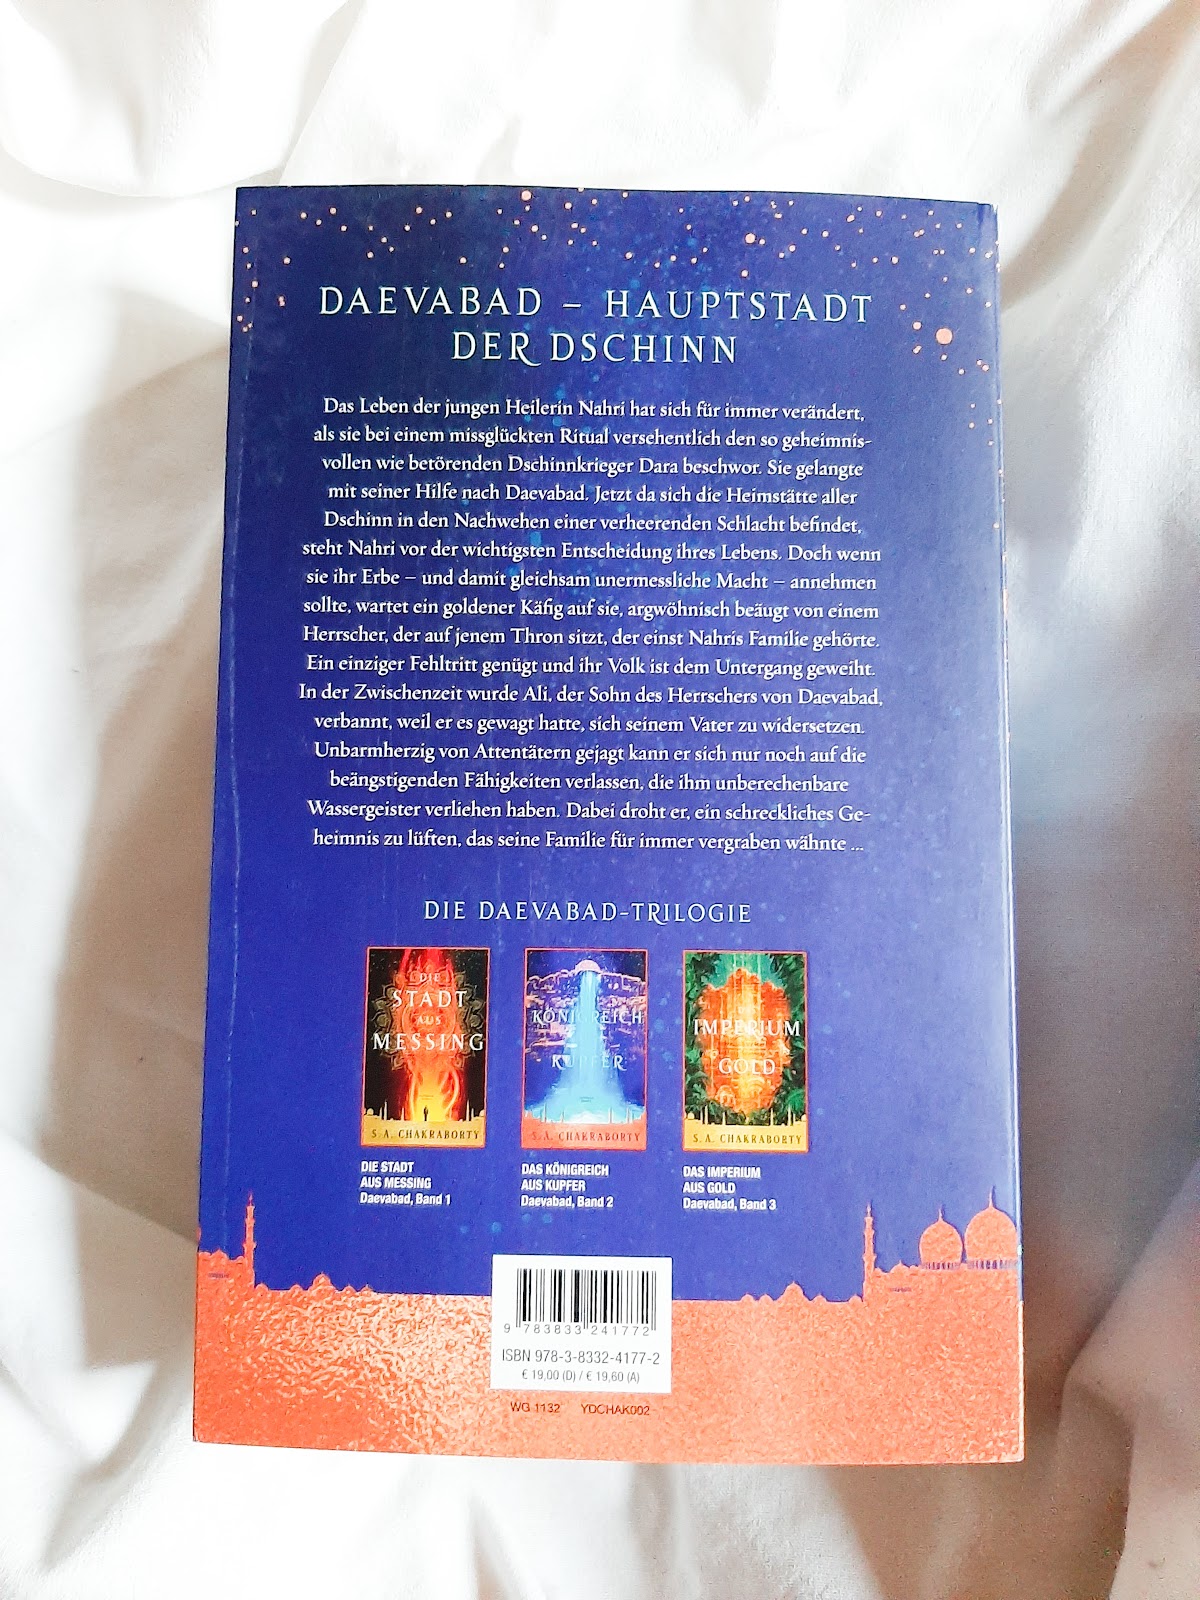 DAEVABAD – HAUPTSTADT
DER DSCHINN
Das Leben der jungen Heilerin Nahri hat sich für immer verändert,
als sie bei einem missglückten Ritual versehentlich den so geheimnis-
vollen wie betörenden Dschinnkrieger Dara beschwor. Sie gelangte
mit seiner Hilfe nach Daevabad. Jetzt da sich die Heimstätte aller
Dschinn in den Nachwehen einer verheerenden Schlacht befindet,
steht Nahri vor der wichtigsten Entscheidung ihres Lebens. Doch wenn
sie ihr Erbe – und damit gleichsam unermessliche Macht – annehmen
sollte, wartet ein goldener Käfig auf sie, argwöhnisch beäugt von einem
Herrscher, der auf jenem Thron sitzt, der einst Nahris Familie gehörte.
Ein einziger Fehltritt genügt und ihr Volk ist dem Untergang geweiht.
In der Zwischenzeit wurde Ali, der Sohn des Herrschers von Daevabad,
verbannt, weil er es gewagt hatte, sich seinem Vater zu widersetzen.
Unbarmherzig von Attentätern gejagt kann er sich nur noch auf die
beängstigenden Fähigkeiten verlassen, die ihm unberechenbare
Wassergeister verliehen haben. Dabei droht er, ein schreckliches Ge-
heimnis zu lüften, das seine Familie für immer vergraben wähnte ...
DIE DAEVABAD-TRILOGIE
DIE
STADT
AUS
MESSING
S. A. CHAKRABORTY
KÖNIGREICH
KUPFER
S. A. CHAKRABORTY
IMPERIUM
GOLD
S. A. CHAKRABORTY
DIE STADT
AUS MESSING
Daevabad, Band 1
DAS KÖNIGREICH
AUS KUPFER
Daevabad, Band 2
DAS IMPERIUM
AUS GOLD
Daevabad, Band 3
9 783833 241772
ISBN 978-3-8332-4177-2
€ 19,00 (D) / € 19,60 (A)
WG 1132 YDCHAK002